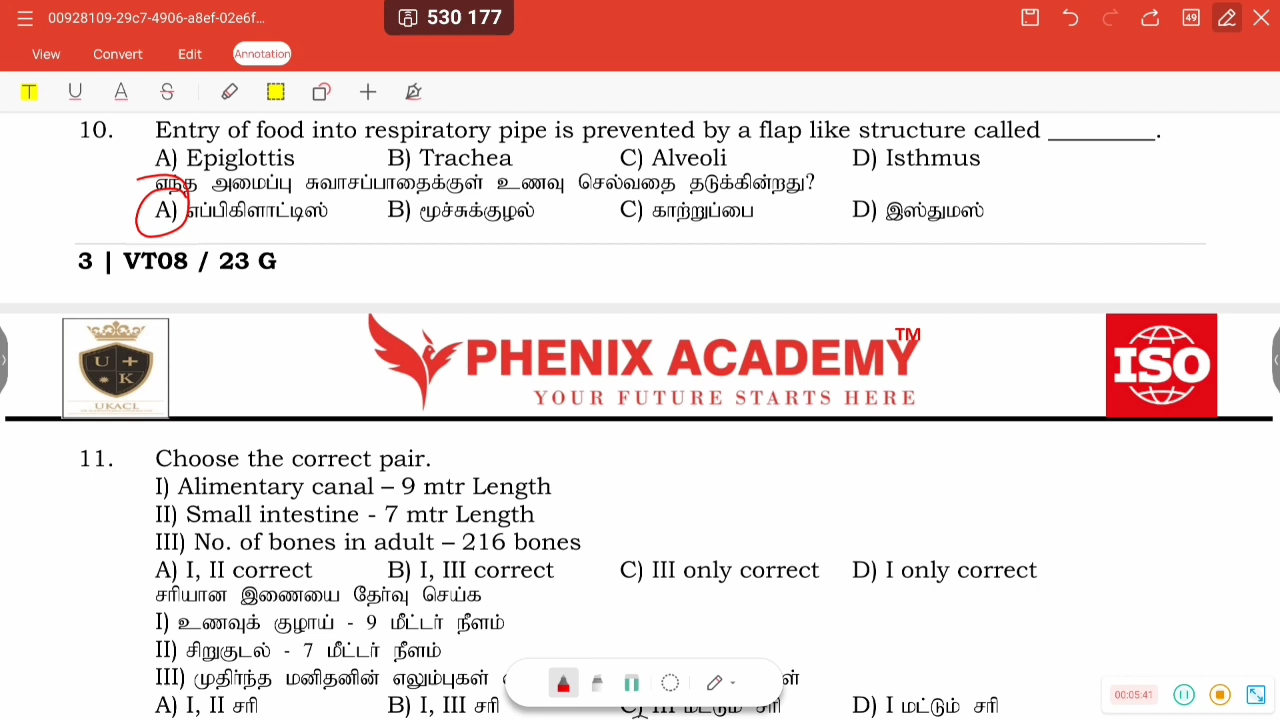 00928109-29c7-4906-a8ef-02e6f...
530 177
49
View Convert Edit Annotation
10. Entry of food into respiratory pipe is prevented by a flap like structure called ________.
A) Epiglottis B) Trachea C) Alveoli D) Isthmus
எந்த அமைப்பு சுவாசப்பாதைக்குள் உணவு செல்வதை தடுக்கின்றது?
A) எப்பிகிளாட்டிஸ் B) மூச்சுக்குழல் C) காற்றுப்பை D) இஸ்துமஸ்
3 | VT08 / 23 G
U + K
UKACL
PHENIX ACADEMY TM
YOUR FUTURE STARTS HERE
ISO
11. Choose the correct pair.
I) Alimentary canal – 9 mtr Length
II) Small intestine - 7 mtr Length
III) No. of bones in adult – 216 bones
A) I, II correct B) I, III correct C) III only correct D) I only correct
சரியான இணையை தேர்வு செய்க
I) உணவுக் குழாய் - 9 மீட்டர் நீளம்
II) சிறுகுடல் - 7 மீட்டர் நீளம்
III) முதிர்ந்த மனிதனின் எலும்புகள்
A) I, II சரி B) I, III சரி C) III மட்டும் சரி D) I மட்டும் சரி
00:05:41